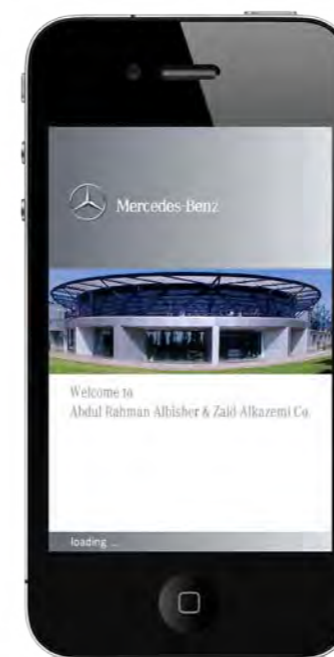 Mercedes-Benz
Welcome to
Abdul Rahman Albisher & Zaid Alkazemi Co.
loading ...